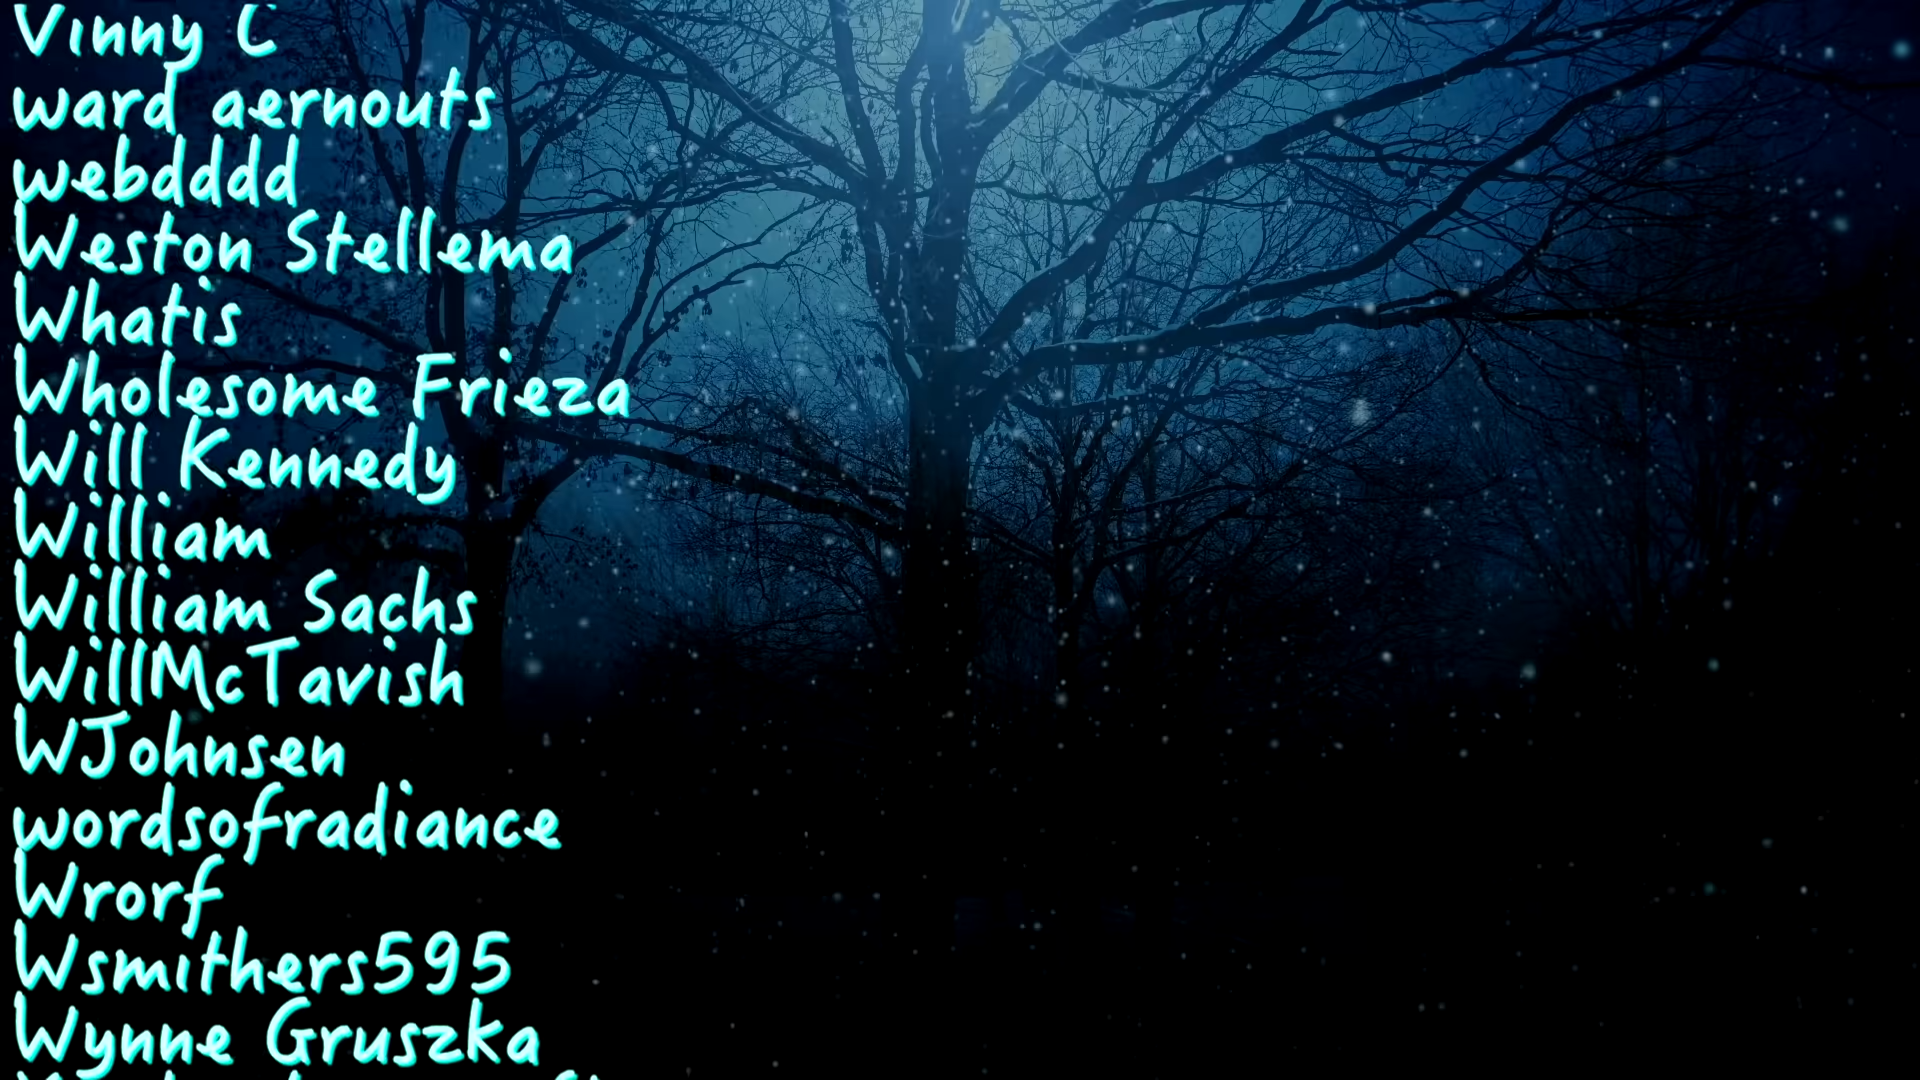 Vinny C
ward aernouts
webdddd
Weston Stellema
Whatis
Wholesome Frieza
Will Kennedy
William
William Sachs
WillMcTavish
WJohnsen
wordsofradiance
Wrorf
Wsmithers595
Wynne Gruszka